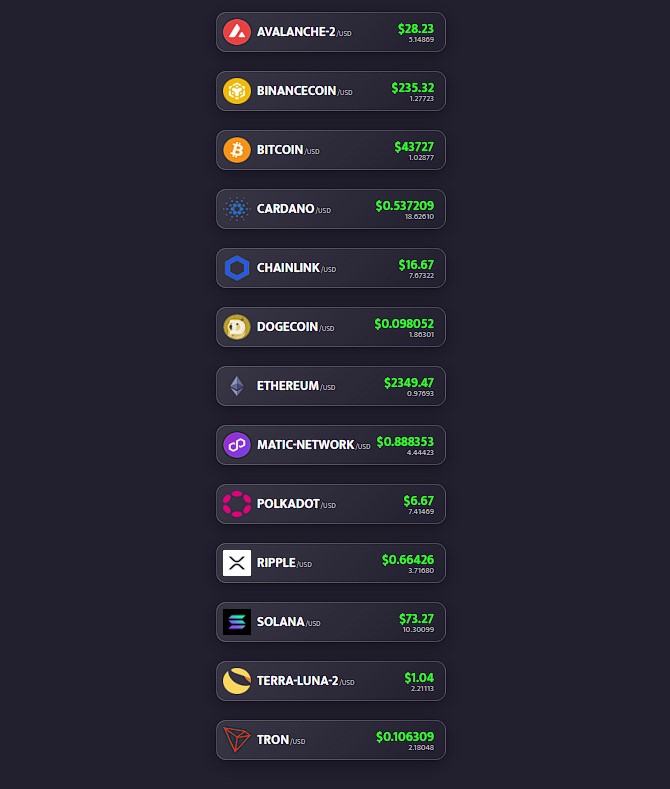 AVALANCHE-2/USD $28.23
5.14869
BINANCECOIN/USD $235.32
1.27723
BITCOIN/USD $43727
1.02877
CARDANO/USD $0.537209
18.62610
CHAINLINK/USD $16.67
7.67322
DOGECOIN/USD $0.098052
1.86301
ETHEREUM/USD $2349.47
0.97693
MATIC-NETWORK/USD $0.888353
4.44423
POLKADOT/USD $6.67
7.41469
RIPPLE/USD $0.66426
3.71680
SOLANA/USD $73.27
10.30099
TERRA-LUNA-2/USD $1.04
2.21113
TRON/USD $0.106309
2.18048